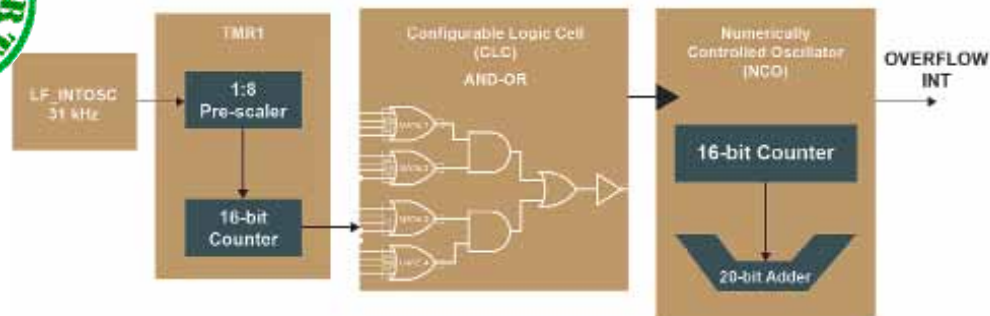 LF_INTOSC
31 kHz
TMR1
1:8
Pre-scaler
16-bit
Counter
Configurable Logic Cell
(CLC)
AND-OR
Numerically
Controlled Oscillator
(NCO)
16-bit Counter
20-bit Adder
OVERFLOW
INT